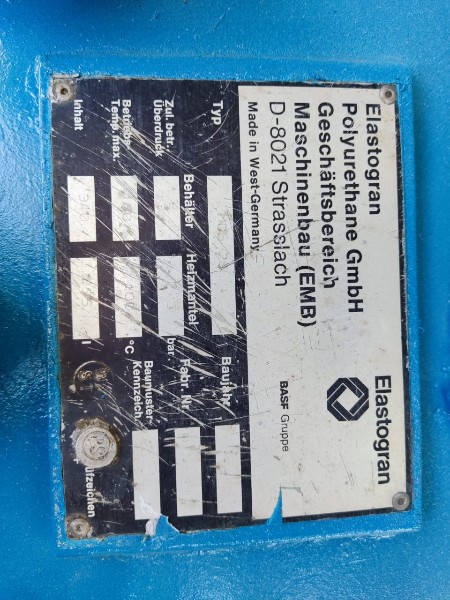 Elastogran
Polyurethane GmbH
Geschäftsbereich
Maschinenbau (EMB)
D-8021 Strasslach
Made in West-Germany
Elastogran
BASF Gruppe
Typ
Baujahr
Behälter / Heizmantel
Zul. betr.
Überdruck
bar
Fabr. Nr.
Betriebs
Temp. max.
°C
Baumuster
Kennzeich.
Inhalt
l